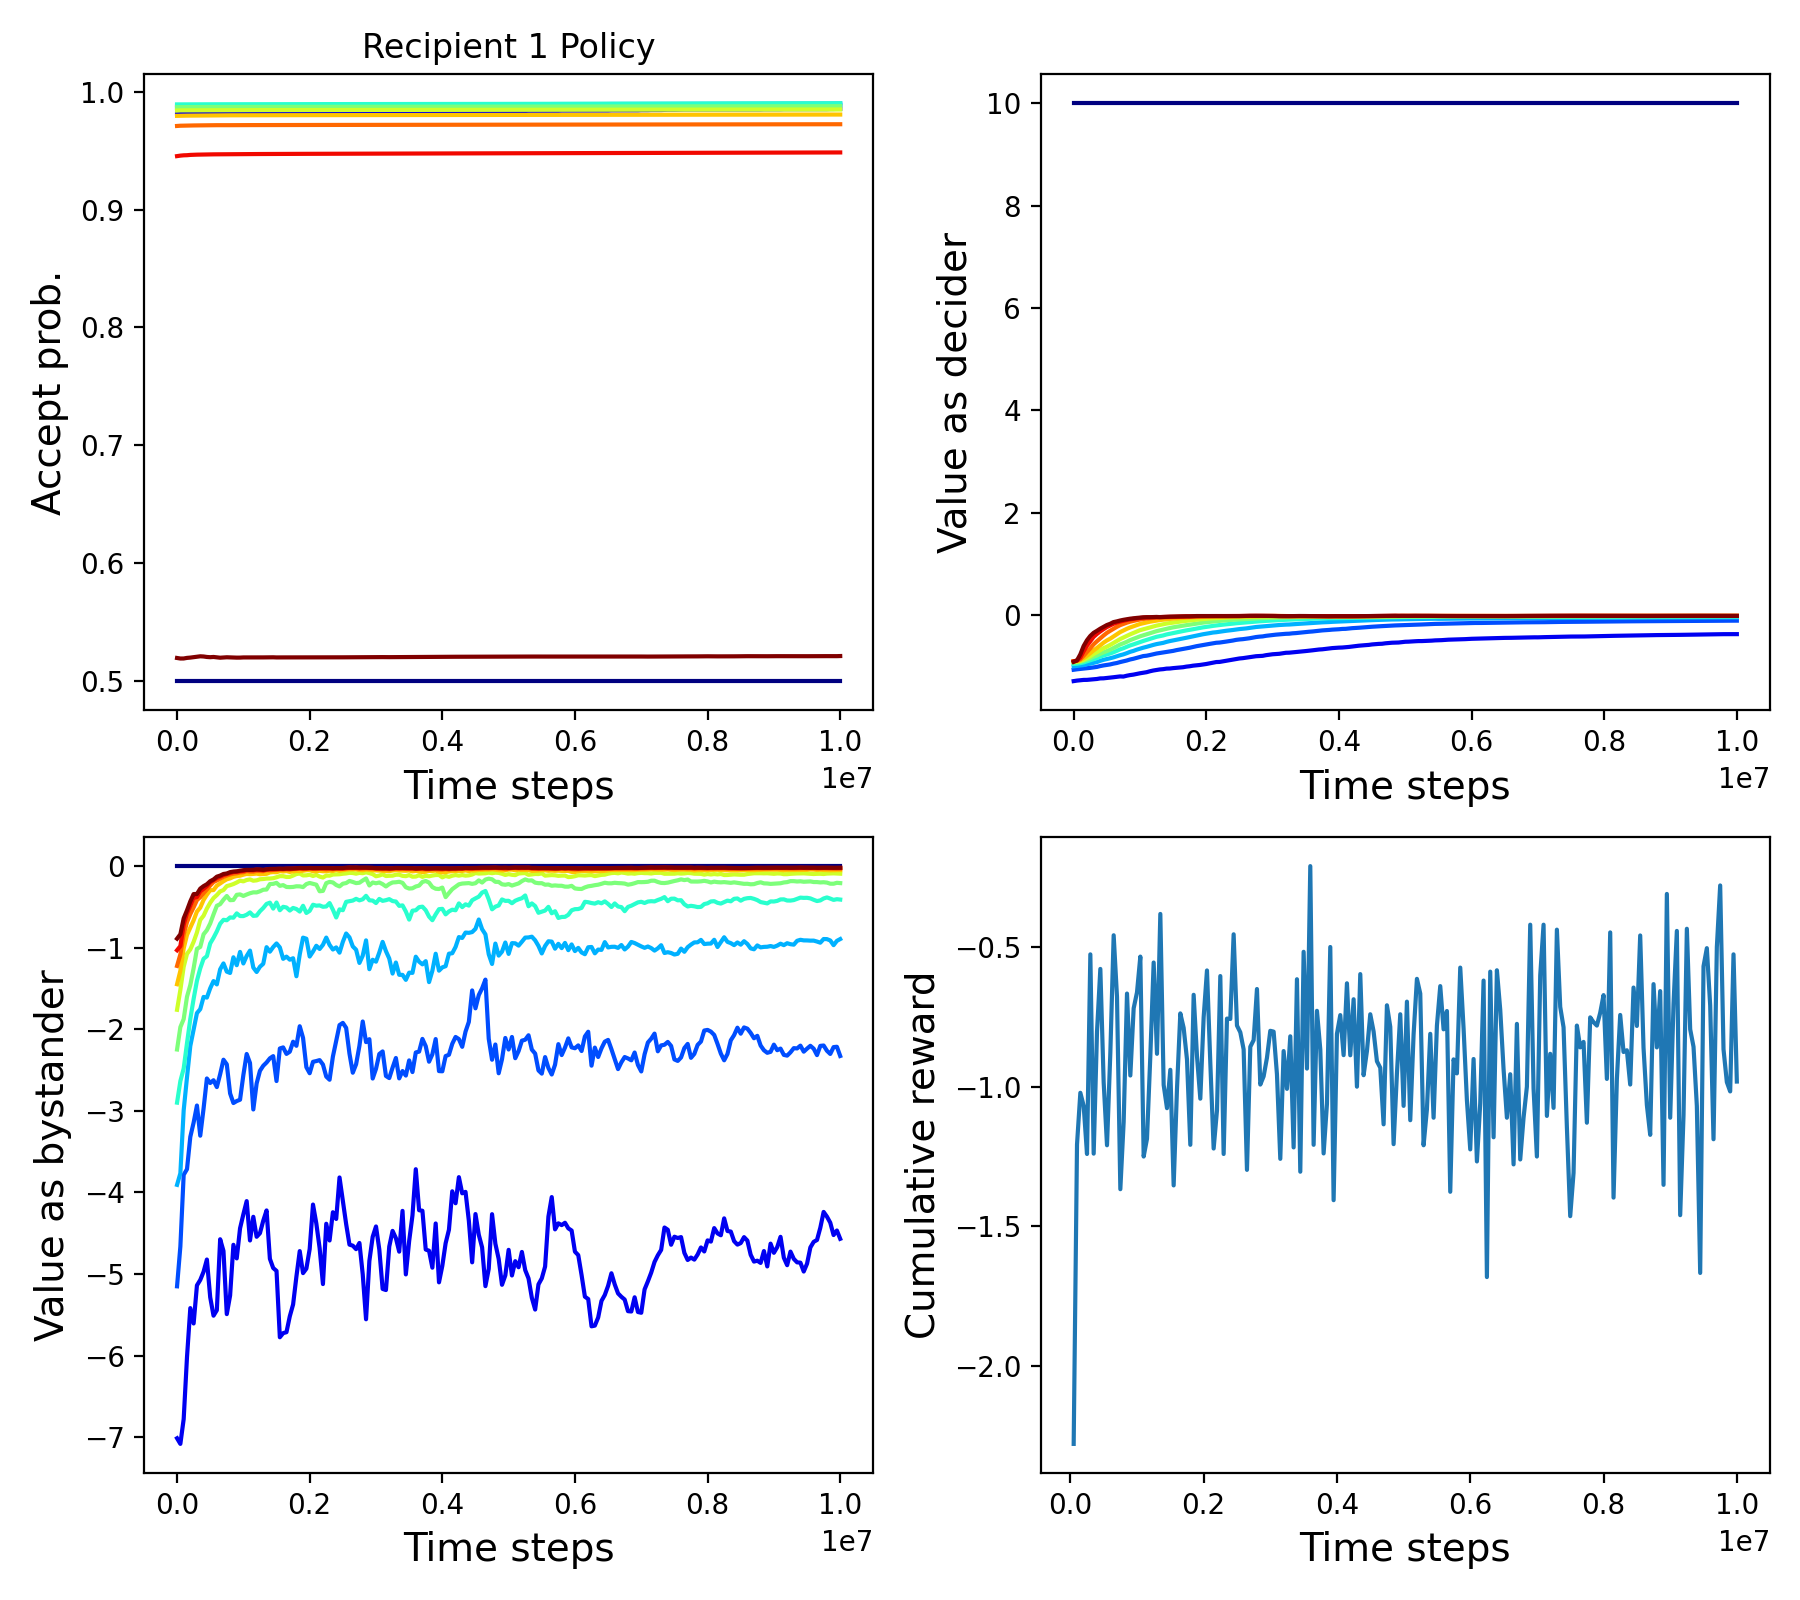 Recipient 1 Policy
Accept prob.
1.0
0.9
0.8
0.7
0.6
0.5
0.0 0.2 0.4 0.6 0.8 1.0
1e7
Time steps
Value as decider
10
8
6
4
2
0
0.0 0.2 0.4 0.6 0.8 1.0
1e7
Time steps
Value as bystander
0
−1
−2
−3
−4
−5
−6
−7
0.0 0.2 0.4 0.6 0.8 1.0
1e7
Time steps
Cumulative reward
−0.5
−1.0
−1.5
−2.0
0.0 0.2 0.4 0.6 0.8 1.0
1e7
Time steps